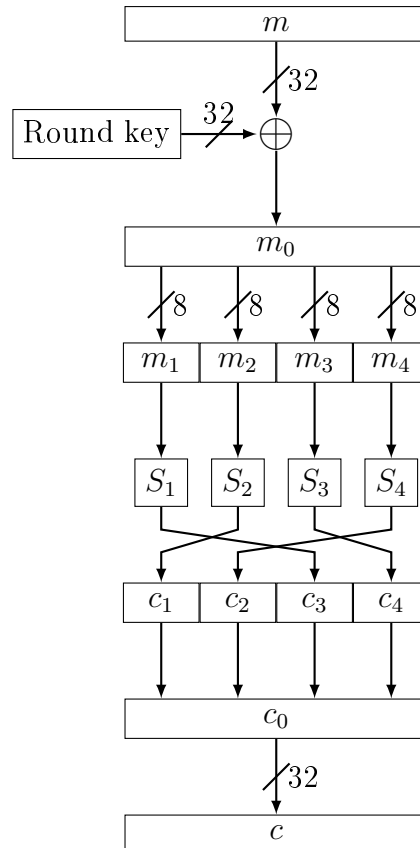 m
32
32
Round key
m₀
8 8 8 8
m₁ m₂ m₃ m₄
S₁ S₂ S₃ S₄
c₁ c₂ c₃ c₄
c₀
32
c